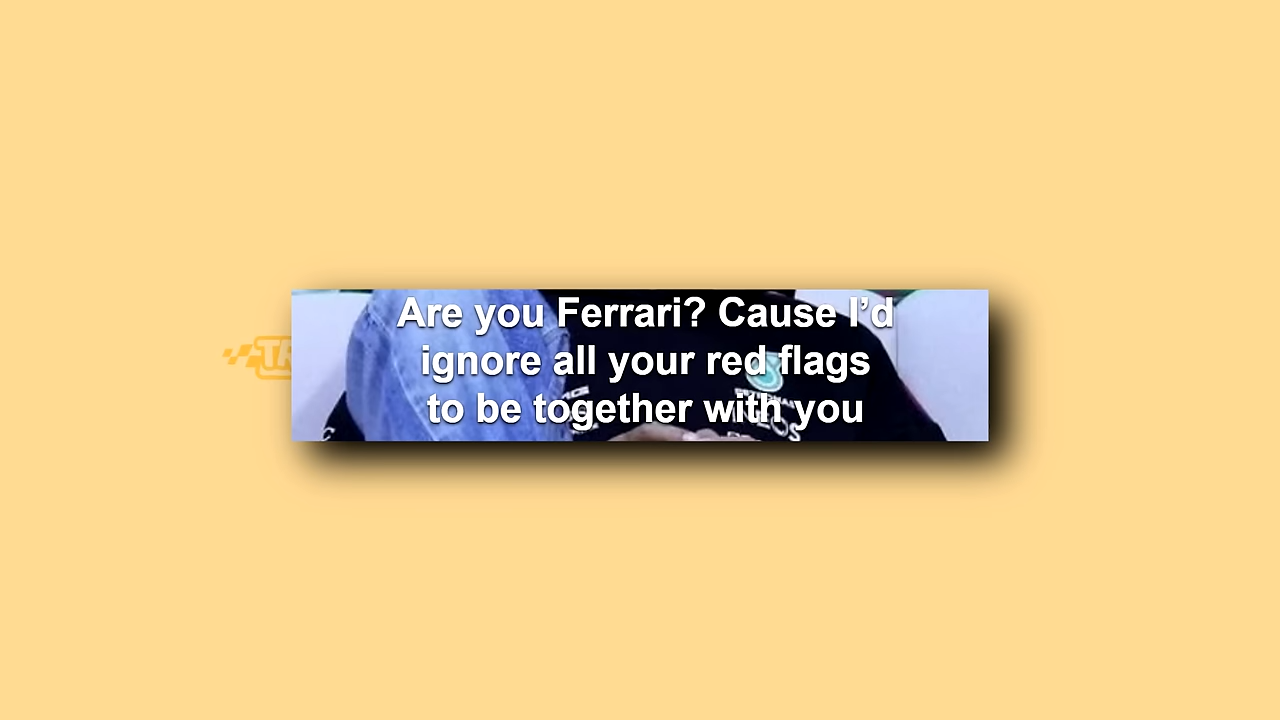 Are you Ferrari? Cause I’d
ignore all your red flags
to be together with you